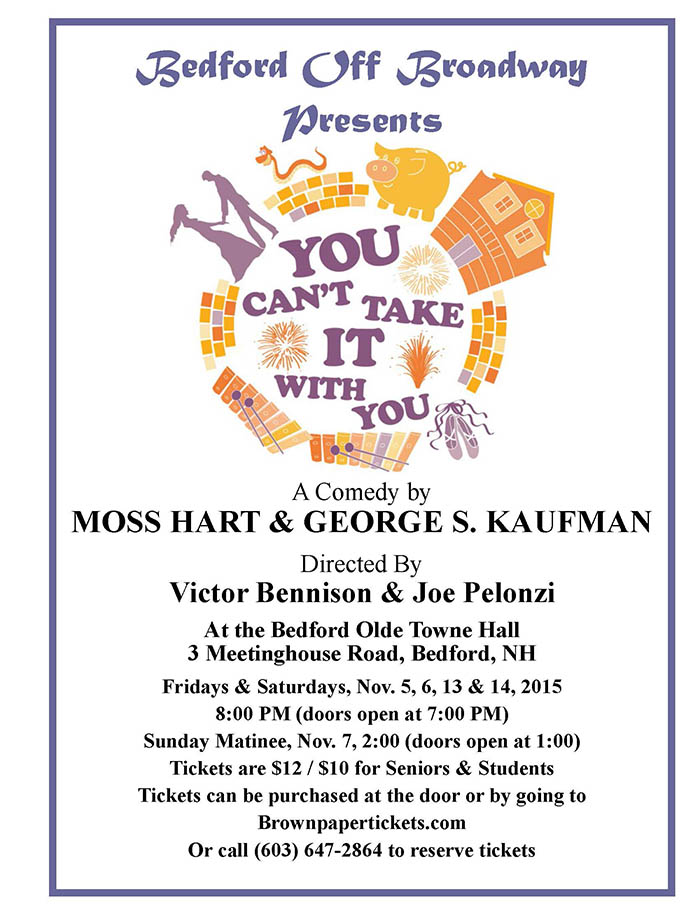 Bedford Off Broadway
Presents
YOU
CAN'T TAKE
IT
WITH
YOU
A Comedy by
MOSS HART & GEORGE S. KAUFMAN
Directed By
Victor Bennison & Joe Pelonzi
At the Bedford Olde Towne Hall
3 Meetinghouse Road, Bedford, NH
Fridays & Saturdays, Nov. 5, 6, 13 & 14, 2015
8:00 PM (doors open at 7:00 PM)
Sunday Matinee, Nov. 7, 2:00 (doors open at 1:00)
Tickets are $12 / $10 for Seniors & Students
Tickets can be purchased at the door or by going to
Brownpapertickets.com
Or call (603) 647-2864 to reserve tickets